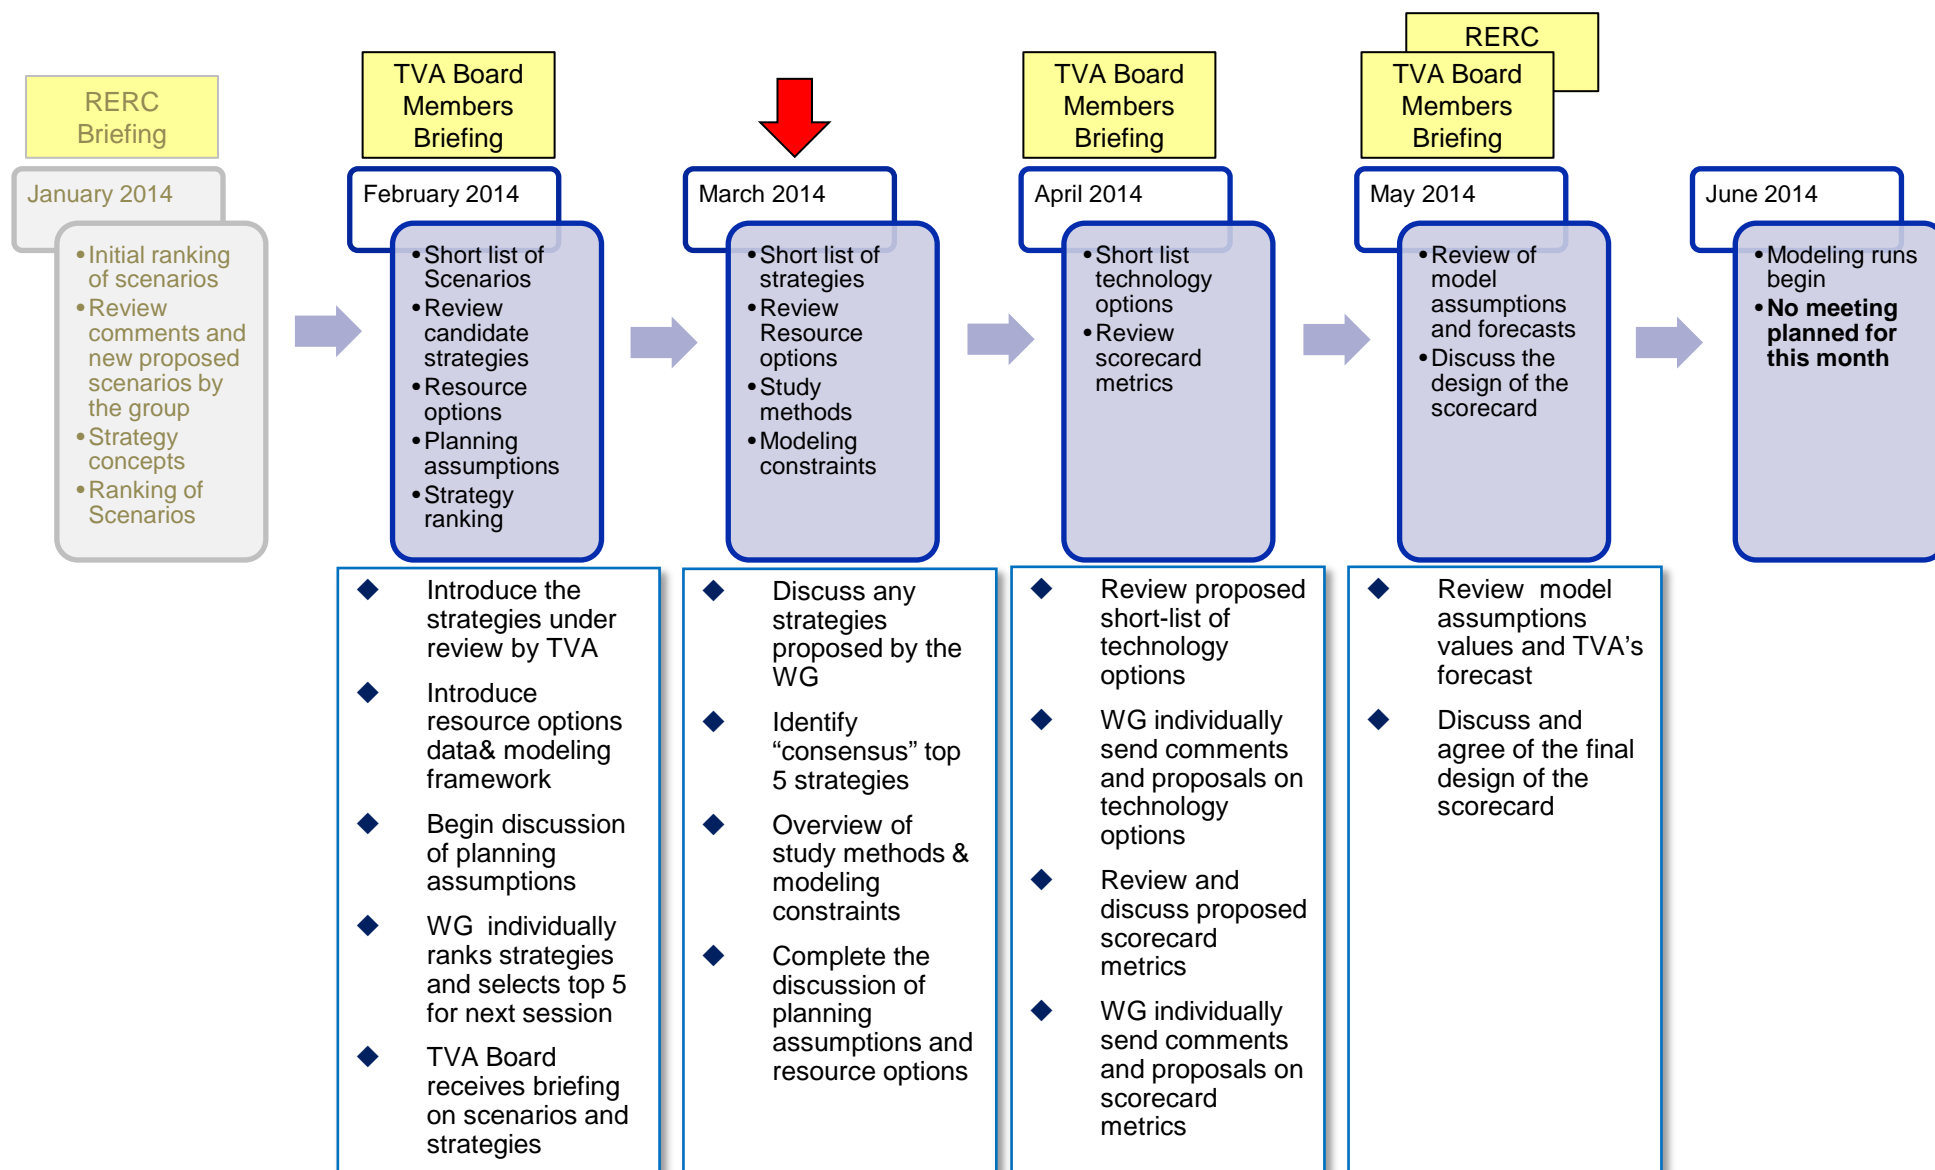 RERC
Briefing
January 2014
• Initial ranking
of scenarios
• Review
comments and
new proposed
scenarios by
the group
• Strategy
concepts
• Ranking of
Scenarios
TVA Board
Members
Briefing
February 2014
• Short list of
Scenarios
• Review
candidate
strategies
• Resource
options
• Planning
assumptions
• Strategy
ranking
◆ Introduce the
strategies under
review by TVA
◆ Introduce
resource options
data& modeling
framework
◆ Begin discussion
of planning
assumptions
◆ WG individually
ranks strategies
and selects top 5
for next session
◆ TVA Board
receives briefing
on scenarios and
strategies
March 2014
• Short list of
strategies
• Review
Resource
options
• Study
methods
• Modeling
constraints
◆ Discuss any
strategies
proposed by the
WG
◆ Identify
“consensus” top
5 strategies
◆ Overview of
study methods &
modeling
constraints
◆ Complete the
discussion of
planning
assumptions and
resource options
TVA Board
Members
Briefing
April 2014
• Short list
technology
options
• Review
scorecard
metrics
◆ Review proposed
short-list of
technology
options
◆ WG individually
send comments
and proposals on
technology
options
◆ Review and
discuss proposed
scorecard
metrics
◆ WG individually
send comments
and proposals on
scorecard
metrics
RERC
TVA Board
Members
Briefing
May 2014
• Review of
model
assumptions
and forecasts
• Discuss the
design of the
scorecard
◆ Review model
assumptions
values and TVA’s
forecast
◆ Discuss and
agree of the final
design of the
scorecard
June 2014
• Modeling runs
begin
• No meeting
planned for
this month